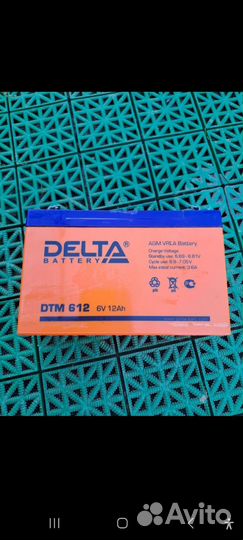 DELTA®
BATTERY
AGM VRLA Battery
Charge Voltage:
Standby use: 6.69 - 6.81V
Cycle use: 6.9 - 7.05V
Max initial current: 3.6A
DTM 612 6V 12Ah
Avito